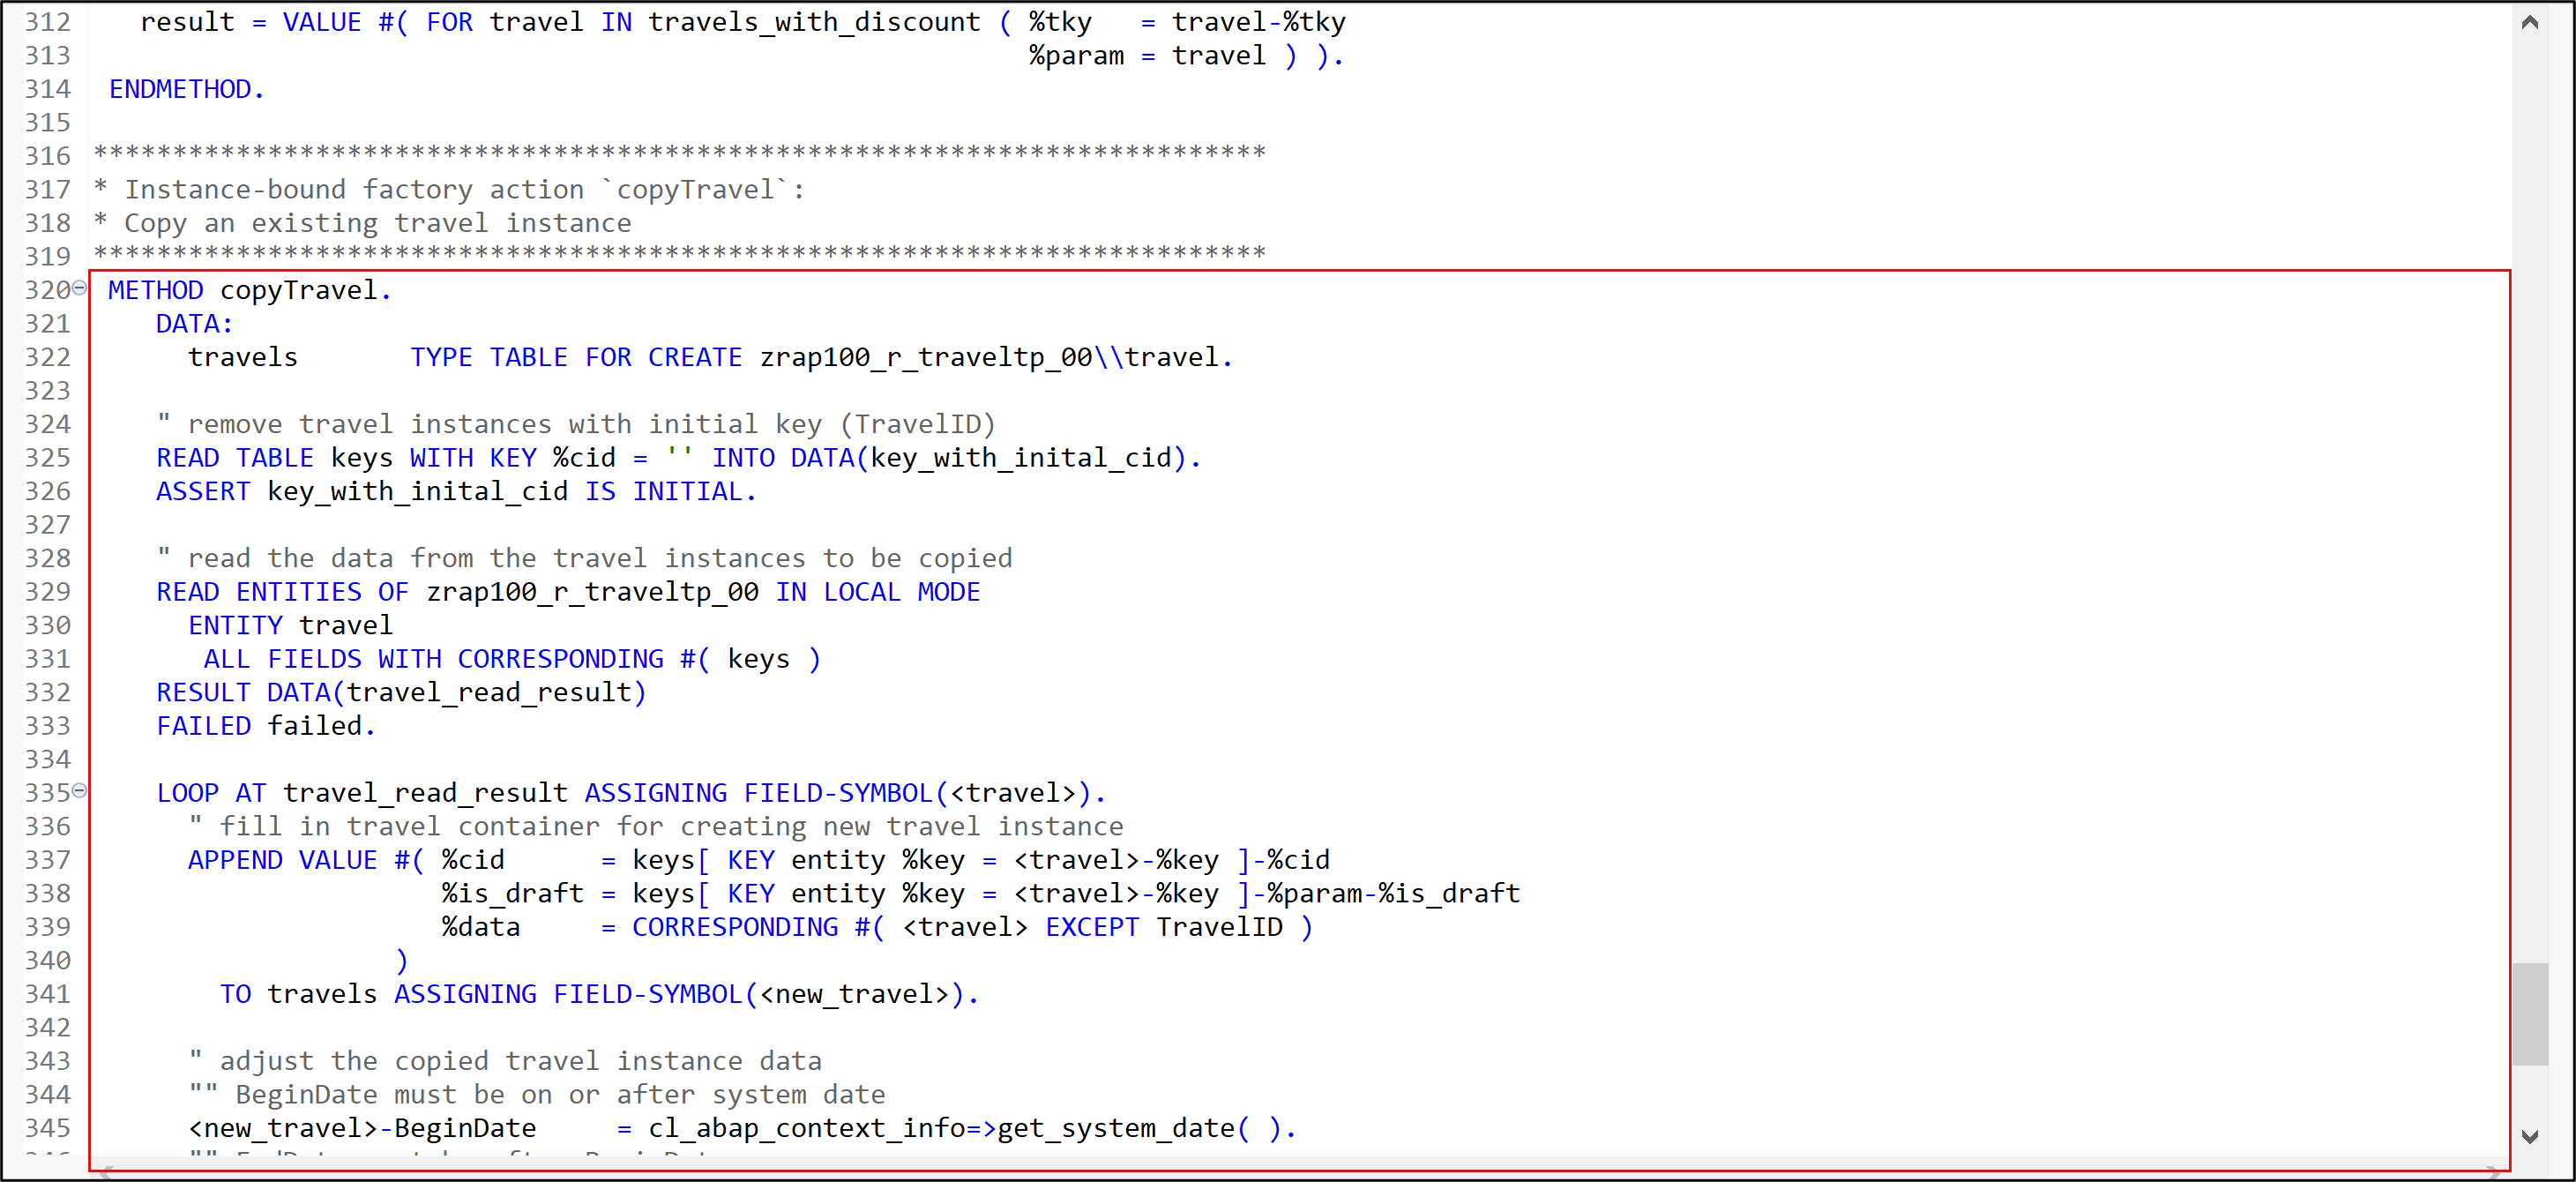 312    result = VALUE #( FOR travel IN travels_with_discount ( %tky   = travel-%tky
313                                                            %param = travel ) ).
314  ENDMETHOD.
315
316 **************************************************************************
317 * Instance-bound factory action `copyTravel`:
318 * Copy an existing travel instance
319 **************************************************************************
320  METHOD copyTravel.
321     DATA:
322       travels       TYPE TABLE FOR CREATE zrap100_r_traveltp_00\\travel.
323
324     " remove travel instances with initial key (TravelID)
325     READ TABLE keys WITH KEY %cid = '' INTO DATA(key_with_inital_cid).
326     ASSERT key_with_inital_cid IS INITIAL.
327
328     " read the data from the travel instances to be copied
329     READ ENTITIES OF zrap100_r_traveltp_00 IN LOCAL MODE
330       ENTITY travel
331        ALL FIELDS WITH CORRESPONDING #( keys )
332     RESULT DATA(travel_read_result)
333     FAILED failed.
334
335     LOOP AT travel_read_result ASSIGNING FIELD-SYMBOL(<travel>).
336       " fill in travel container for creating new travel instance
337       APPEND VALUE #( %cid      = keys[ KEY entity %key = <travel>-%key ]-%cid
338                       %is_draft = keys[ KEY entity %key = <travel>-%key ]-%param-%is_draft
339                       %data     = CORRESPONDING #( <travel> EXCEPT TravelID )
340                    )
341         TO travels ASSIGNING FIELD-SYMBOL(<new_travel>).
342
343       " adjust the copied travel instance data
344       "" BeginDate must be on or after system date
345       <new_travel>-BeginDate     = cl_abap_context_info=>get_system_date( ).